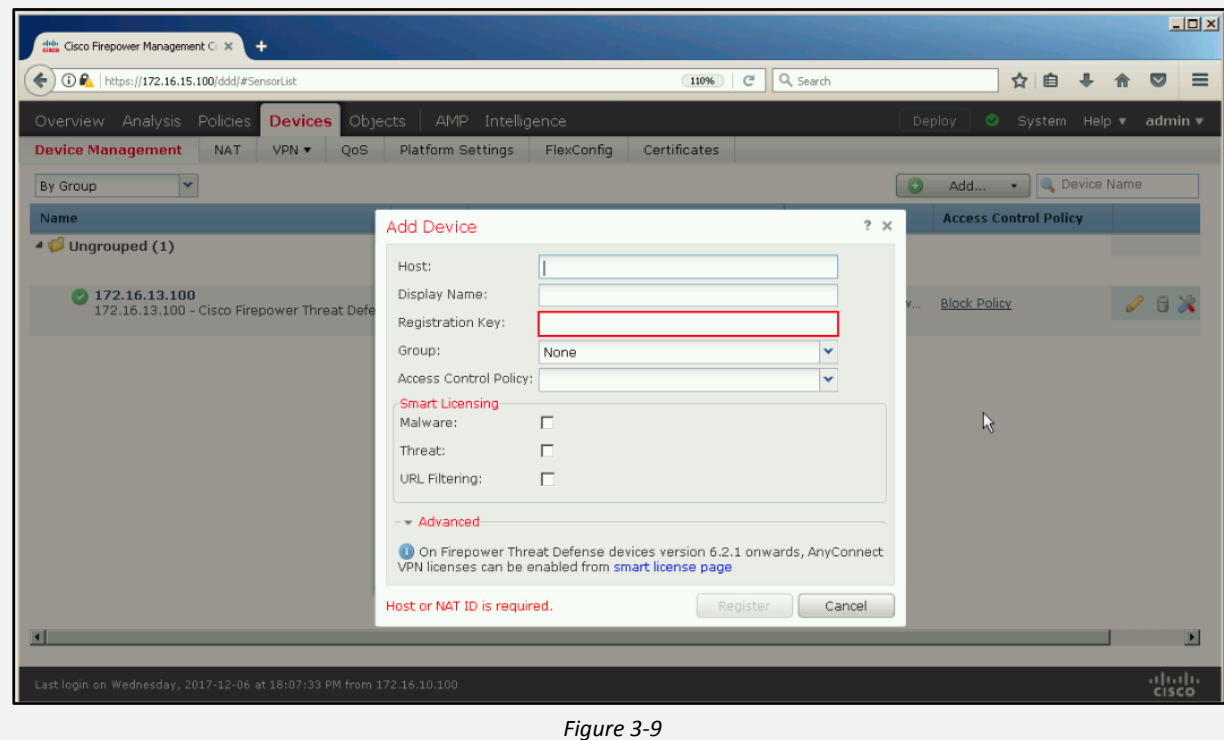 Cisco Firepower Management C
https://172.16.15.100/ddd/#SensorList
110%
Search
Overview Analysis Policies Devices Objects AMP Intelligence
Deploy System Help admin
Device Management NAT VPN QoS Platform Settings FlexConfig Certificates
By Group
Add...
Device Name
Name
Access Control Policy
Ungrouped (1)
172.16.13.100
172.16.13.100 - Cisco Firepower Threat Defe
v...
Block Policy
Add Device
?
Host:
Display Name:
Registration Key:
Group: None
Access Control Policy:
Smart Licensing
Malware:
Threat:
URL Filtering:
Advanced
On Firepower Threat Defense devices version 6.2.1 onwards, AnyConnect
VPN licenses can be enabled from smart license page
Host or NAT ID is required.
Register Cancel
Last login on Wednesday, 2017-12-06 at 18:07:33 PM from 172.16.10.100
CISCO
Figure 3-9